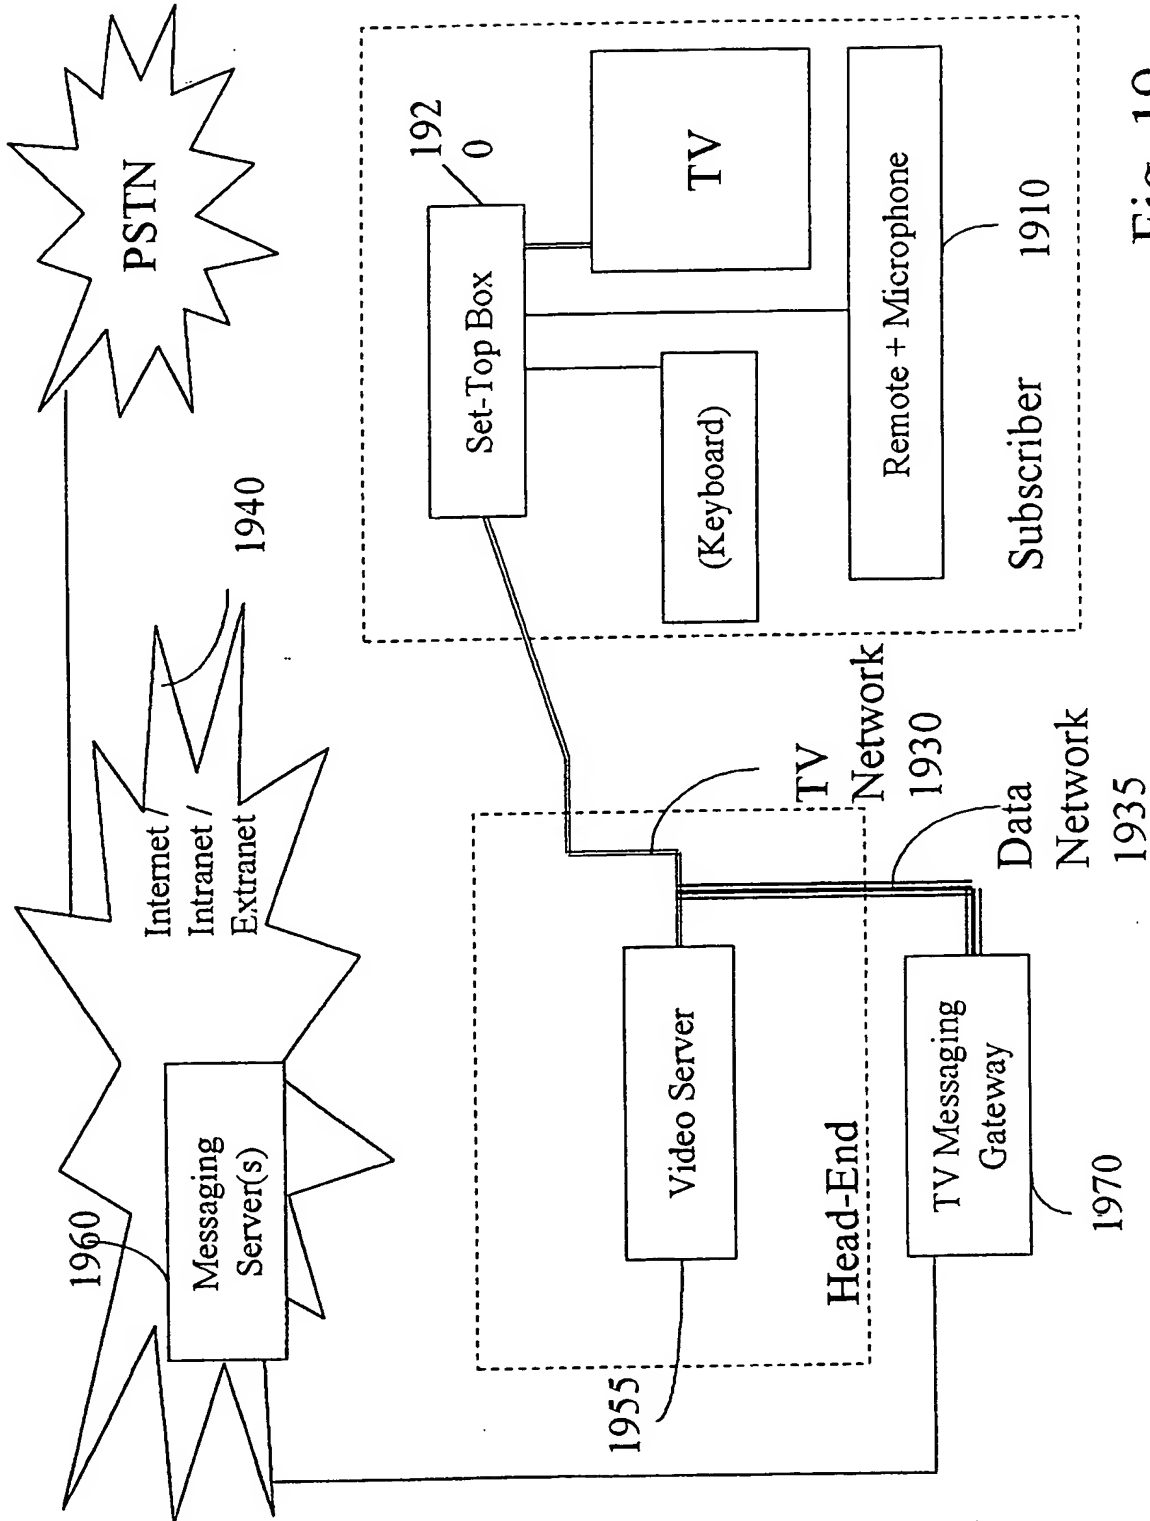 PSTN
1940
Internet /
Intranet /
Extranet
1960
Messaging
Server(s)
192
0
Set-Top Box
TV
(Keyboard)
Remote + Microphone
1910
Subscriber
TV
Network
1930
Data
Network
1935
Video Server
1955
Head-End
TV Messaging
Gateway
1970